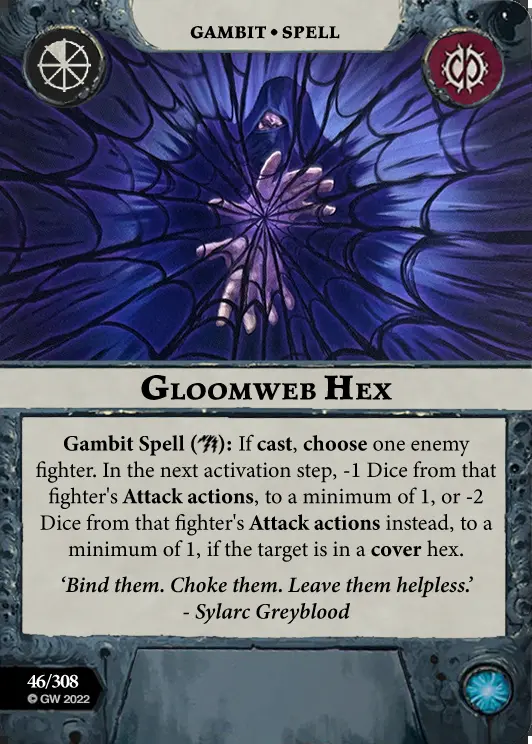 GAMBIT • SPELL
GLOOMWEB HEX
Gambit Spell (): If cast, choose one enemy
fighter. In the next activation step, -1 Dice from that
fighter's Attack actions, to a minimum of 1, or -2
Dice from that fighter's Attack actions instead, to a
minimum of 1, if the target is in a cover hex.
‘Bind them. Choke them. Leave them helpless.’
- Sylarc Greyblood
46/308
© GW 2022